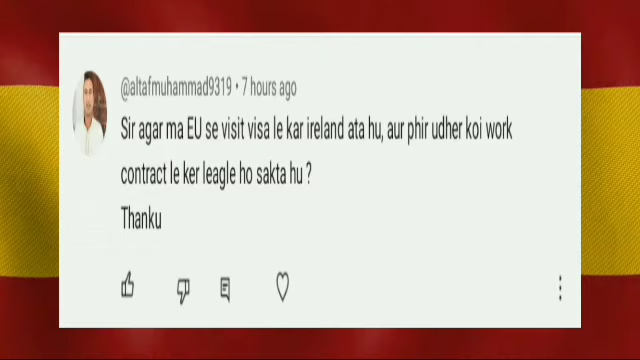 @altafmuhammad9319 • 7 hours ago
Sir agar ma EU se visit visa le kar ireland ata hu, aur phir udher koi work
contract le ker leagle ho sakta hu ?
Thanku